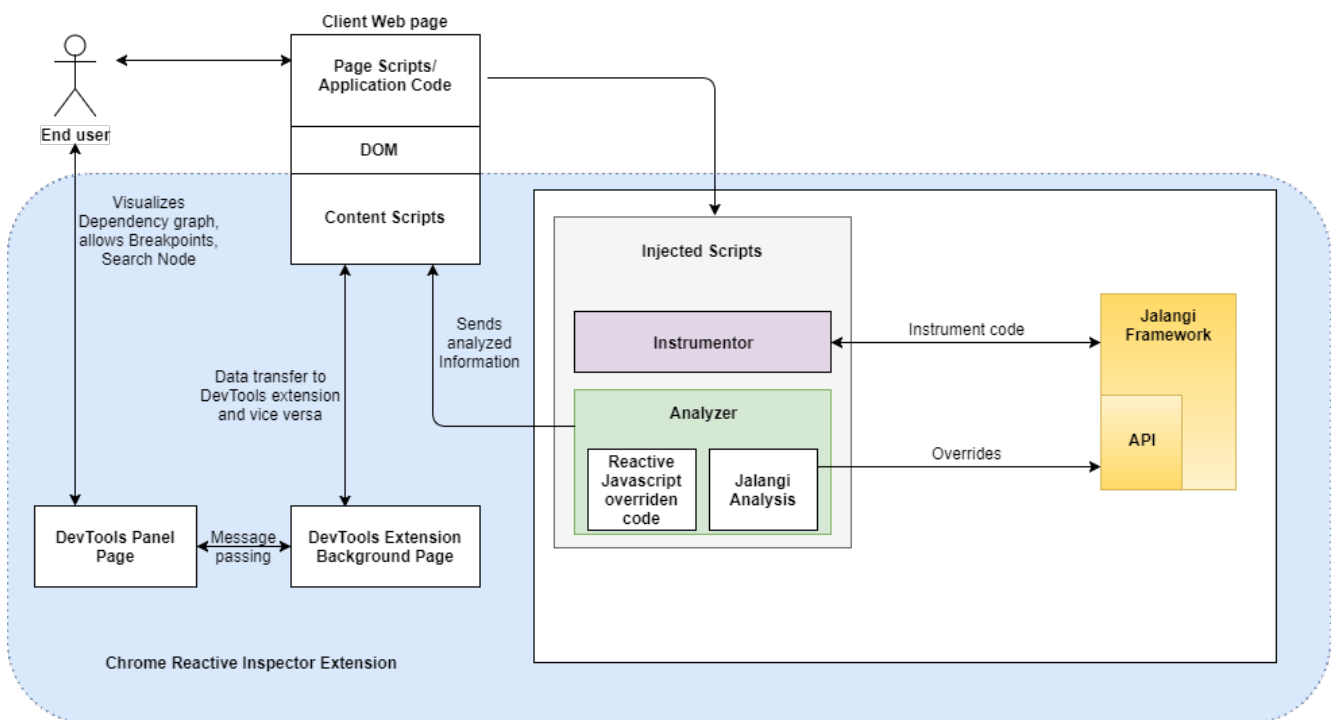 Client Web page
Page Scripts/
Application Code
End user
DOM
Visualizes
Dependency graph,
allows Breakpoints,
Search Node
Content Scripts
Injected Scripts
Instrumentor
Instrument code
Jalangi
Framework
Sends
analyzed
Information
Data transfer to
DevTools extension
and vice versa
Analyzer
Reactive
Javascript
overriden
code
Jalangi
Analysis
Overrides
API
DevTools Panel
Page
Message
passing
DevTools Extension
Background Page
Chrome Reactive Inspector Extension